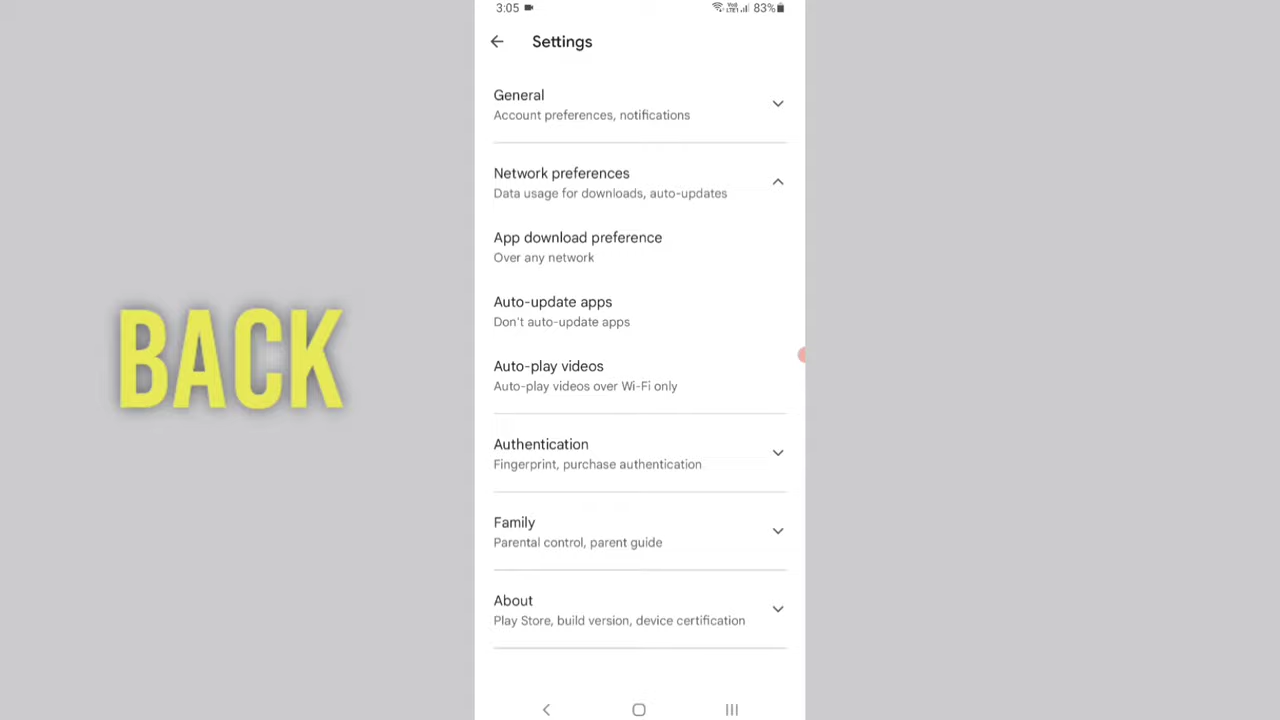 3:05
83%
Settings
General
Account preferences, notifications
Network preferences
Data usage for downloads, auto-updates
App download preference
Over any network
Auto-update apps
Don't auto-update apps
BACK
Auto-play videos
Auto-play videos over Wi-Fi only
Authentication
Fingerprint, purchase authentication
Family
Parental control, parent guide
About
Play Store, build version, device certification